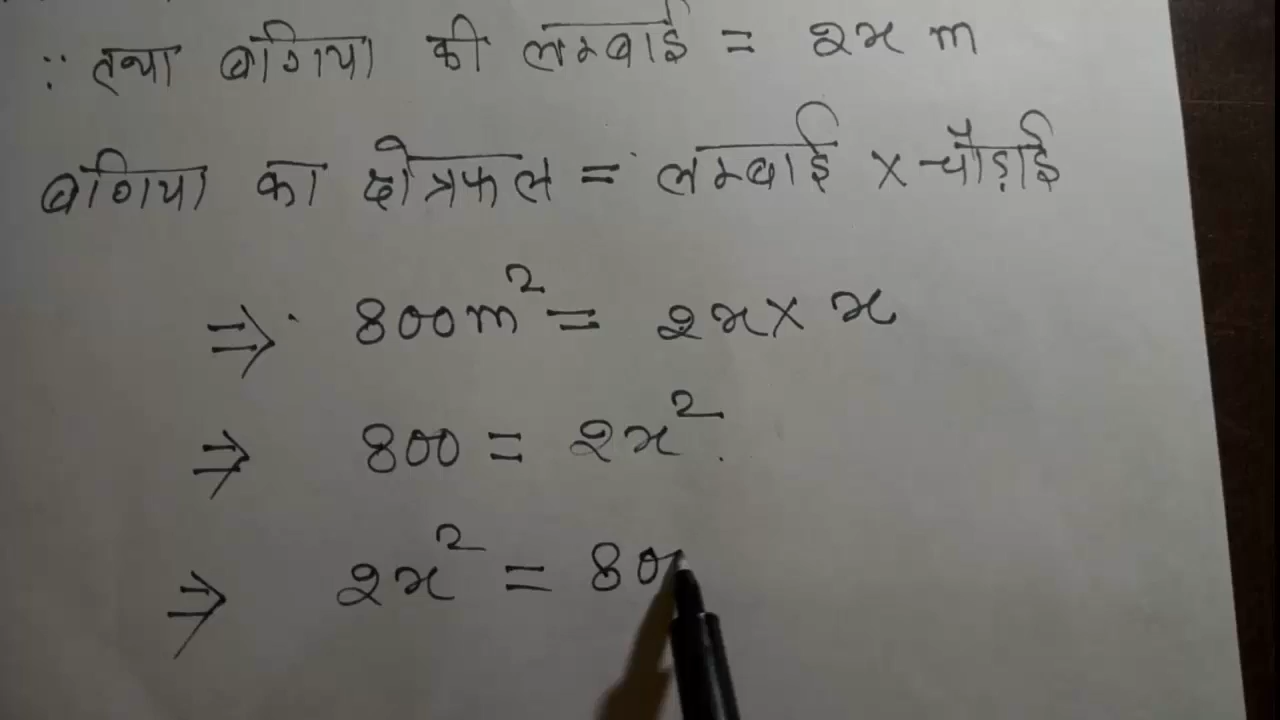 ∵ तथा बगिया की लम्बाई = 2x m
बगिया का क्षेत्रफल = लम्बाई × चौड़ाई
⇒ 800m² = 2x × x
⇒ 800 = 2x²
⇒ 2x² = 80